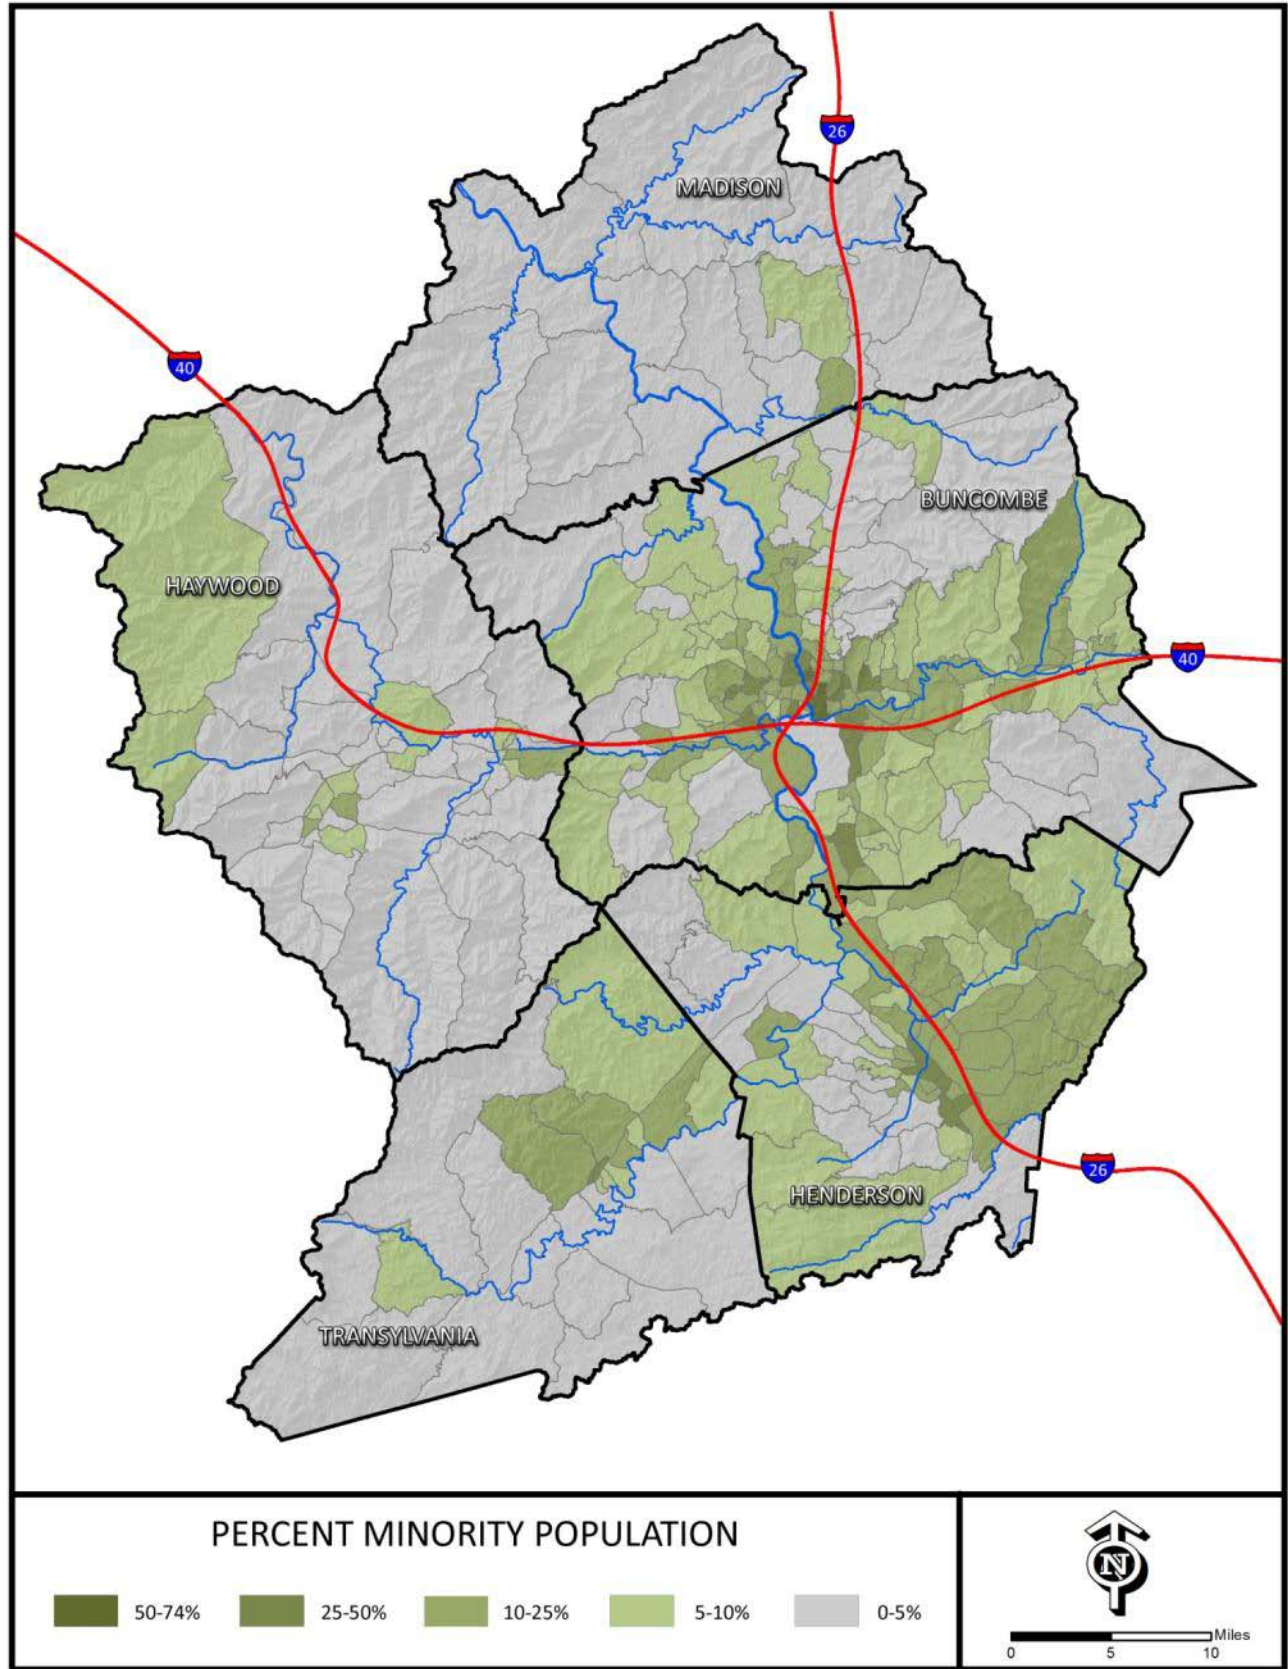 26
MADISON
40
BUNCOMBE
HAYWOOD
40
26
HENDERSON
TRANSYLVANIA
PERCENT MINORITY POPULATION
50-74% 25-50% 10-25% 5-10% 0-5%
N
Miles
0 5 10